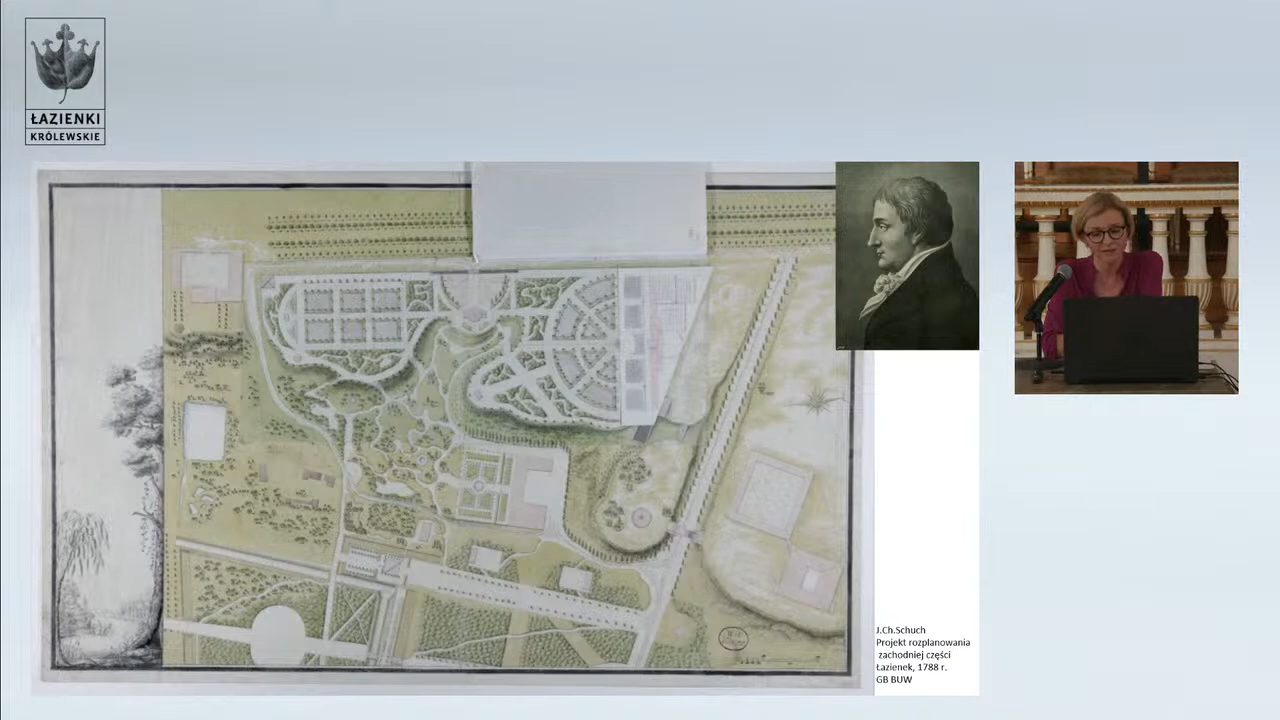 ŁAZIENKI
KRÓLEWSKIE
J.Ch.Schuch
Projekt rozplanowania
zachodniej części
Łazienek, 1788 r.
GB BUW